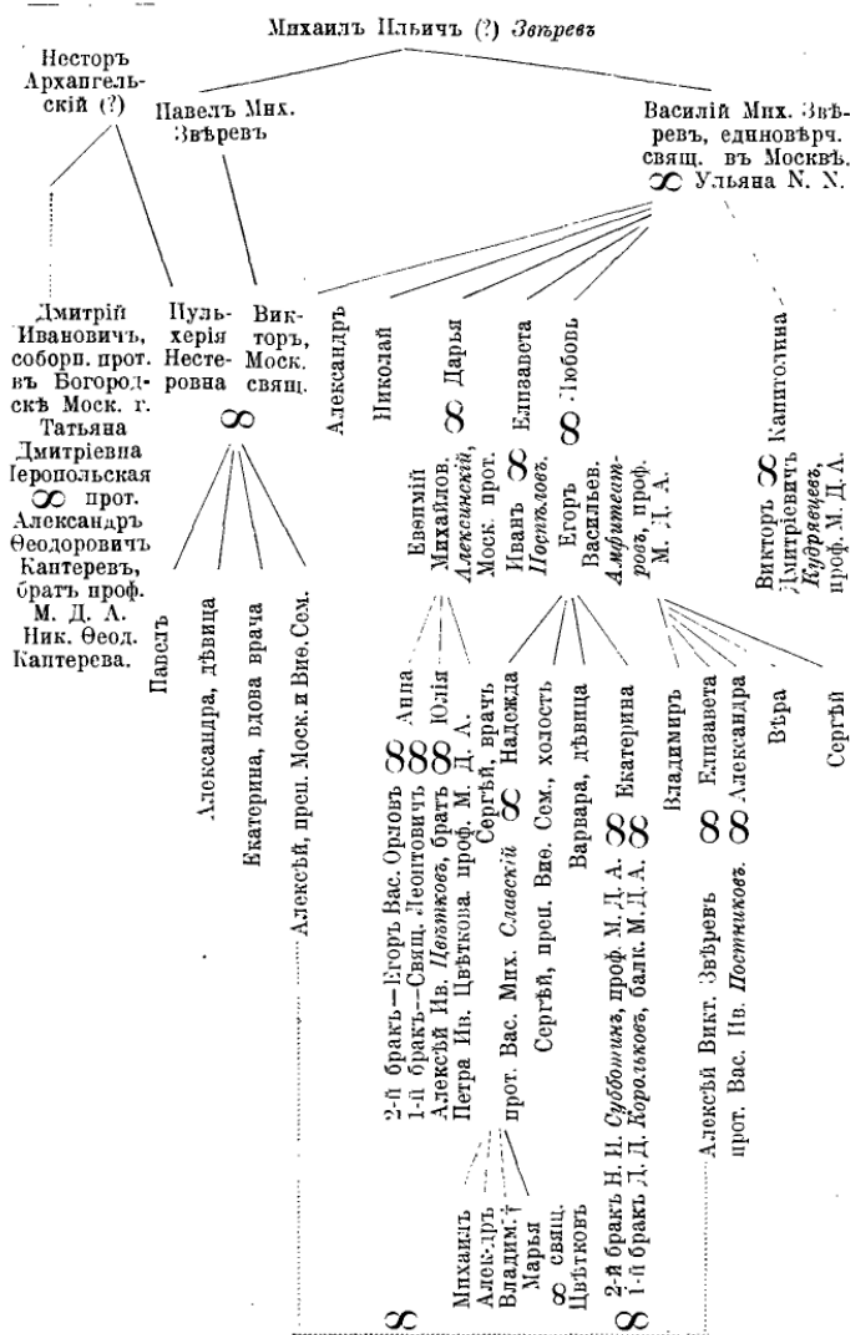 Михаилъ Ильичъ (?) Звѣревъ
Несторъ
Архангель-
скій (?)
Павелъ Мих.
Звѣревъ
Василій Мих. Звѣ-
ревъ, единовѣрч.
свящ. въ Москвѣ.
∞ Ульяна N. N.
Дмитрій
Ивановичъ,
соборн. прот.
въ Богород-
скѣ Моск. г.
Татьяна
Дмитріевна
Іеропольская
∞ прот.
Александръ
Ѳеодоровичъ
Каптеревъ,
братъ проф.
М. Д. А.
Ник. Ѳеод.
Каптерева.
Пуль-
херія
Несте-
ровна
Вик-
торъ,
Моск.
свящ.
∞
Александръ
Николай
∞ Дарья
Елизавета
∞ Любовь
Капитолина
Евѳимій
Михайлов.
Алексинскій,
Моск. прот.
Иванъ ∞
Поспѣловъ.
Егоръ
Васильев.
Амфитеат-
ровъ, проф.
М. Д. А.
Викторъ ∞
Дмитріевичъ
Кудрявцевъ,
проф. М. Д. А.
Павелъ
Александра, дѣвица
Екатерина, вдова врача
Алексѣй, преп. Моск. и Виѳ. Сем.
∞∞ Анна
∞ Юлія
Сергѣй, врачъ
∞ Надежда
Сергѣй, преп. Виѳ. Сем., холостъ
Варвара, дѣвица
∞∞ Екатерина
Владимиръ
∞ Елизавета
∞ Александра
Вѣра
Сергѣй
2-й бракъ—Егоръ Вас. Орловъ
1-й бракъ—Свящ. Леонтовичъ
Алексѣй Ив. Цвѣтковъ, братъ
Петра Ив. Цвѣткова. проф. М. Д. А.
прот. Вас. Мих. Славскій
2-й бракъ Н. И. Субботинъ, проф. М. Д. А.
1-й бракъ Д. Д. Корольковъ, бакк. М. Д. А.
Алексѣй Викт. Звѣревъ
прот. Вас. Ив. Постниковъ.
Михаилъ
Алек-дръ
Владим. †
Марья
∞ свящ.
Цвѣтковъ
∞
∞